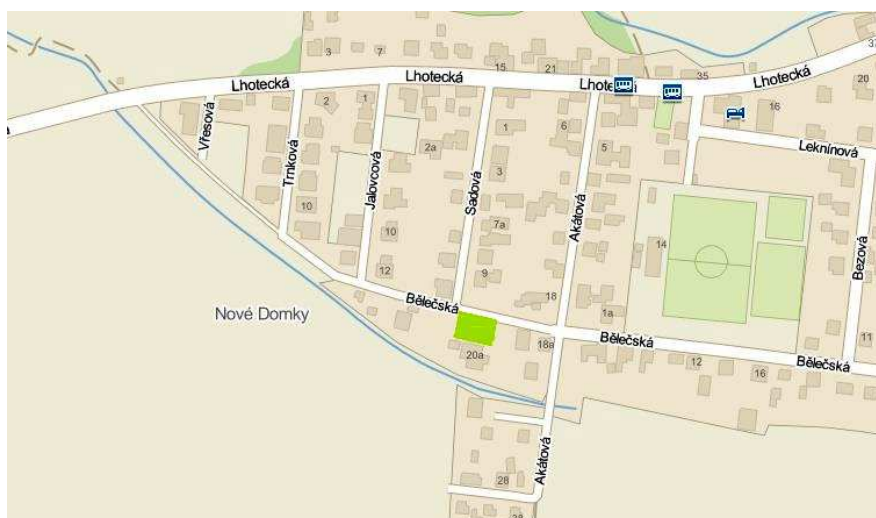 3
7
15
21
35
37
Lhotecká
Lhotecká
Lhotecká
Lhotecká
20
16
2
1
1
6
2a
5
Vřesová
Trnková
Jalovcová
Sadová
Akátová
Leknínová
Bezová
3
10
10
7a
14
12
9
18
1a
Bělečská
Nové Domky
Bělečská
Bělečská
18a
20a
12
16
11
Akátová
28
38